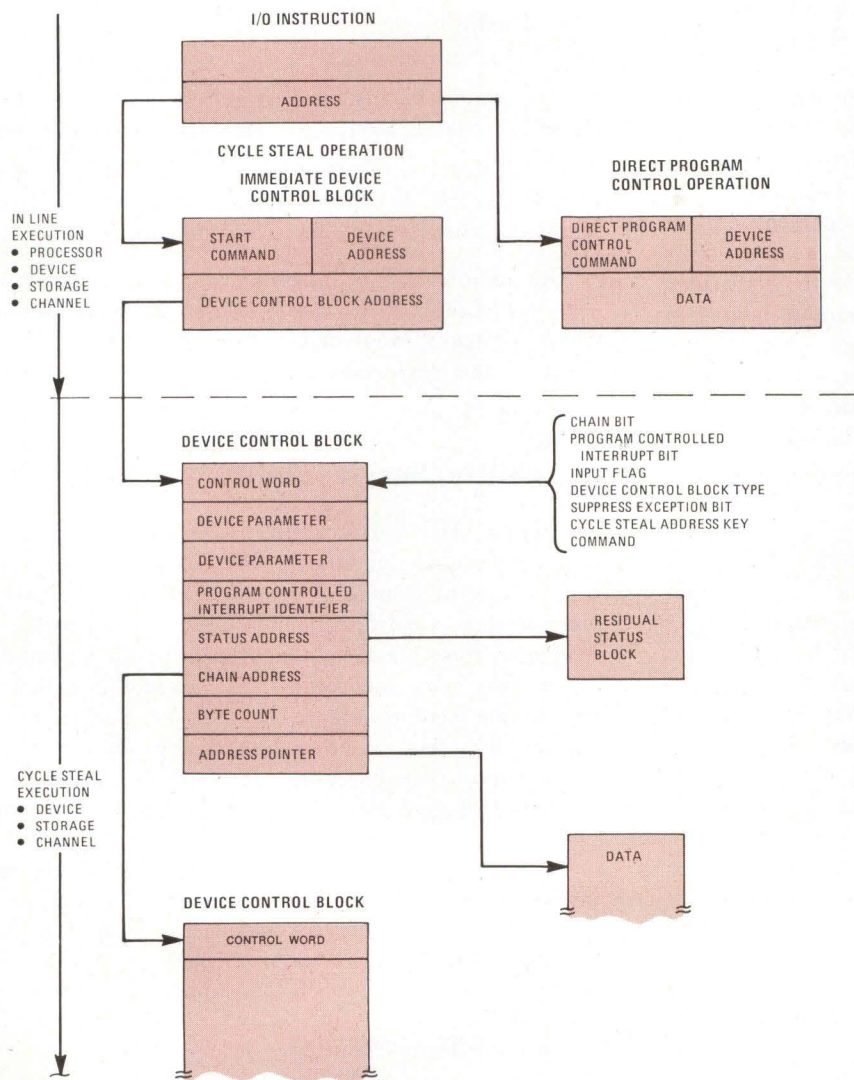 I/O INSTRUCTION
ADDRESS
CYCLE STEAL OPERATION
IMMEDIATE DEVICE
CONTROL BLOCK
START
COMMAND
DEVICE
ADDRESS
DEVICE CONTROL BLOCK ADDRESS
DIRECT PROGRAM
CONTROL OPERATION
DIRECT PROGRAM
CONTROL
COMMAND
DEVICE
ADDRESS
DATA
IN LINE
EXECUTION
● PROCESSOR
● DEVICE
● STORAGE
● CHANNEL
DEVICE CONTROL BLOCK
CONTROL WORD
DEVICE PARAMETER
DEVICE PARAMETER
PROGRAM CONTROLLED
INTERRUPT IDENTIFIER
STATUS ADDRESS
CHAIN ADDRESS
BYTE COUNT
ADDRESS POINTER
CHAIN BIT
PROGRAM CONTROLLED
INTERRUPT BIT
INPUT FLAG
DEVICE CONTROL BLOCK TYPE
SUPPRESS EXCEPTION BIT
CYCLE STEAL ADDRESS KEY
COMMAND
RESIDUAL
STATUS
BLOCK
DATA
CYCLE STEAL
EXECUTION
● DEVICE
● STORAGE
● CHANNEL
DEVICE CONTROL BLOCK
CONTROL WORD